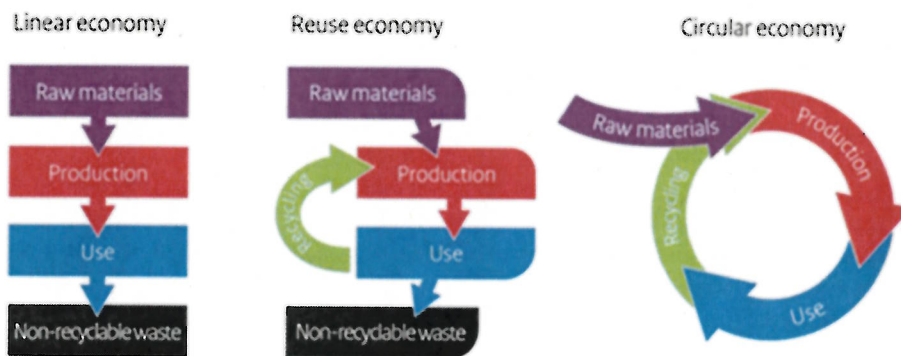 Linear economy
Raw materials
Production
Use
Non-recyclable waste
Reuse economy
Raw materials
Production
Recycling
Use
Non-recyclable waste
Circular economy
Raw materials
Production
Recycling
Use